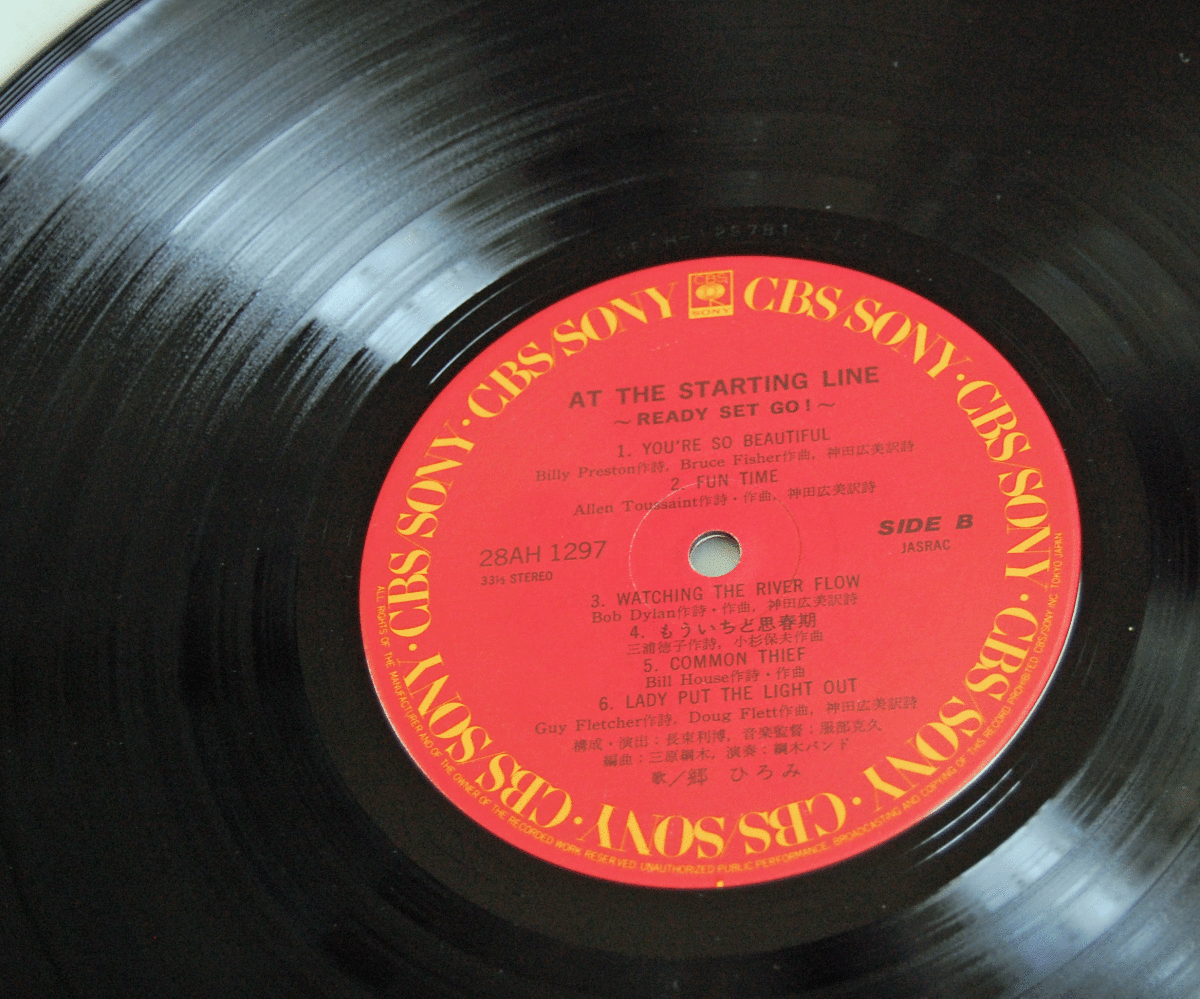 CBS
SONY
CBS/SONY · CBS/SONY · CBS/SONY · CBS/SONY · CBS/SONY · CBS/SONY · CBS/SONY · CBS/SONY · CBS/SONY · CBS/SONY
AT THE STARTING LINE
~READY SET GO!~
1. YOU'RE SO BEAUTIFUL
Billy Preston作詩, Bruce Fisher作曲, 神田広美訳詩
2. FUN TIME
Allen Toussaint作詩・作曲, 神田広美訳詩
28AH 1297
33⅓ STEREO
SIDE B
JASRAC
3. WATCHING THE RIVER FLOW
Bob Dylan作詩・作曲, 神田広美訳詩
4. もういちど思春期
三浦徳子作詩, 小杉保夫作曲
5. COMMON THIEF
Bill House作詩・作曲
6. LADY PUT THE LIGHT OUT
Guy Fletcher作詩, Doug Flett作曲, 神田広美訳詩
構成・演出：長束利博, 音楽監督：服部克久
編曲：三原綱木, 演奏：綱木バンド
歌／郷 ひろみ
ALL RIGHTS OF THE MANUFACTURER AND OF THE OWNER OF THE RECORDED WORK RESERVED. UNAUTHORIZED PUBLIC PERFORMANCE, BROADCASTING AND COPYING OF THIS RECORD PROHIBITED CBS/SONY INC. TOKYO JAPAN